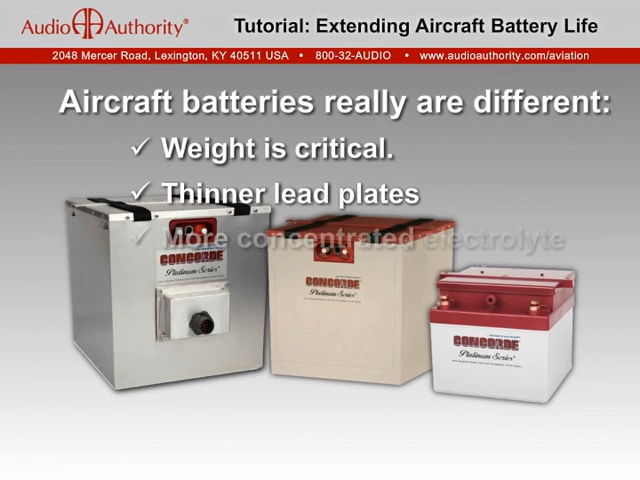 Audio Authority®
Tutorial: Extending Aircraft Battery Life
2048 Mercer Road, Lexington, KY 40511 USA • 800-32-AUDIO • www.audioauthority.com/aviation
Aircraft batteries really are different:
✓ Weight is critical.
✓ Thinner lead plates
✓ More concentrated electrolyte
CONCORDE
Platinum Series®
CONCORDE
Platinum Series®
CONCORDE
Platinum Series®